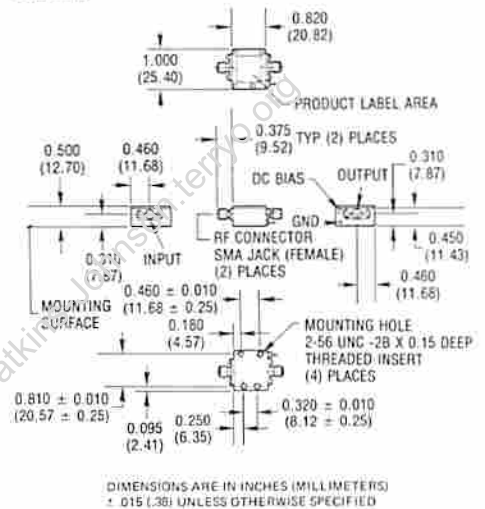 0.820
(20.82)
1.000
(25.40)
PRODUCT LABEL AREA
0.375 TYP (2) PLACES
(9.52)
0.500
(12.70)
0.460
(11.68)
DC BIAS
OUTPUT
0.310
(7.87)
GND
INPUT
RF CONNECTOR
SMA JACK (FEMALE)
(2) PLACES
0.310
(7.87)
0.450
(11.43)
0.460
(11.68)
MOUNTING
SURFACE
0.460 ± 0.010
(11.68 ± 0.25)
0.180
(4.57)
MOUNTING HOLE
2-56 UNC -2B X 0.15 DEEP
THREADED INSERT
(4) PLACES
0.810 ± 0.010
(20.57 ± 0.25)
0.095
(2.41)
0.250
(6.35)
0.320 ± 0.010
(8.12 ± 0.25)
DIMENSIONS ARE IN INCHES (MILLIMETERS)
± .015 (.38) UNLESS OTHERWISE SPECIFIED